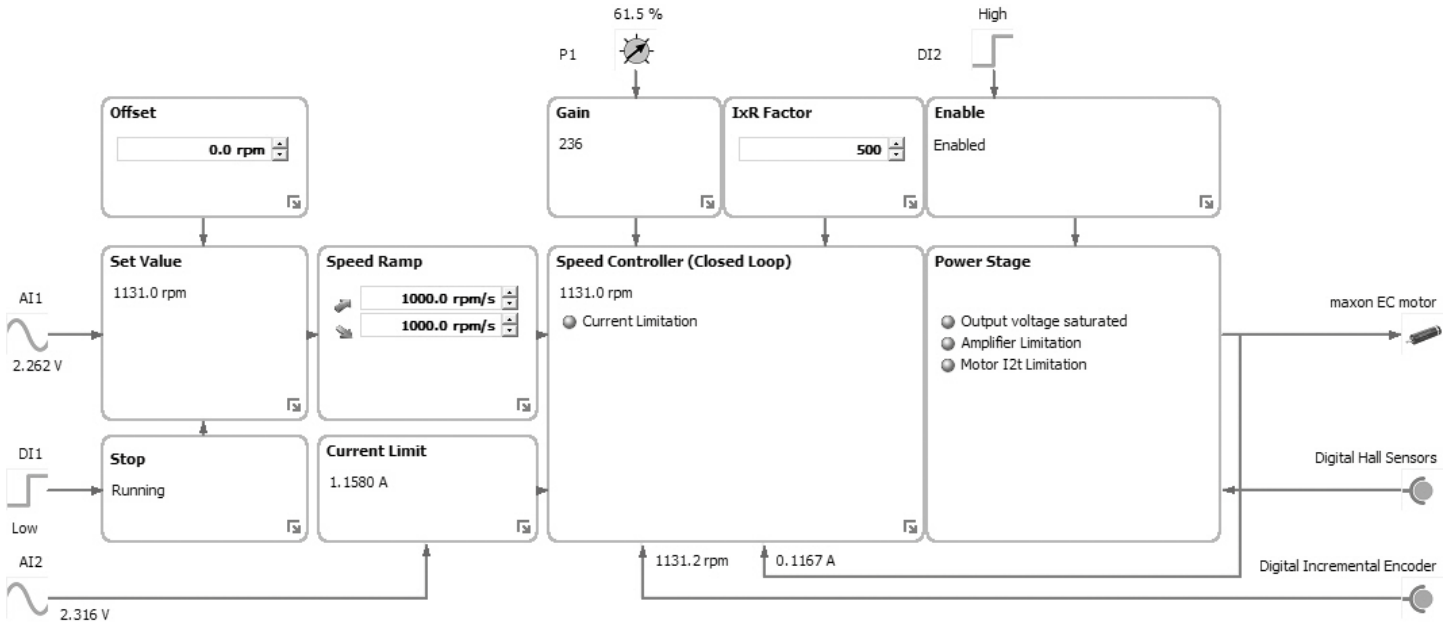 61.5 %
P1
High
DI2
Offset
0.0 rpm
Gain
236
IxR Factor
500
Enable
Enabled
Set Value
1131.0 rpm
AI1
2.262 V
Speed Ramp
1000.0 rpm/s
1000.0 rpm/s
Speed Controller (Closed Loop)
1131.0 rpm
Current Limitation
Power Stage
Output voltage saturated
Amplifier Limitation
Motor I2t Limitation
maxon EC motor
DI1
Low
Stop
Running
Current Limit
1.1580 A
Digital Hall Sensors
AI2
2.316 V
1131.2 rpm
0.1167 A
Digital Incremental Encoder